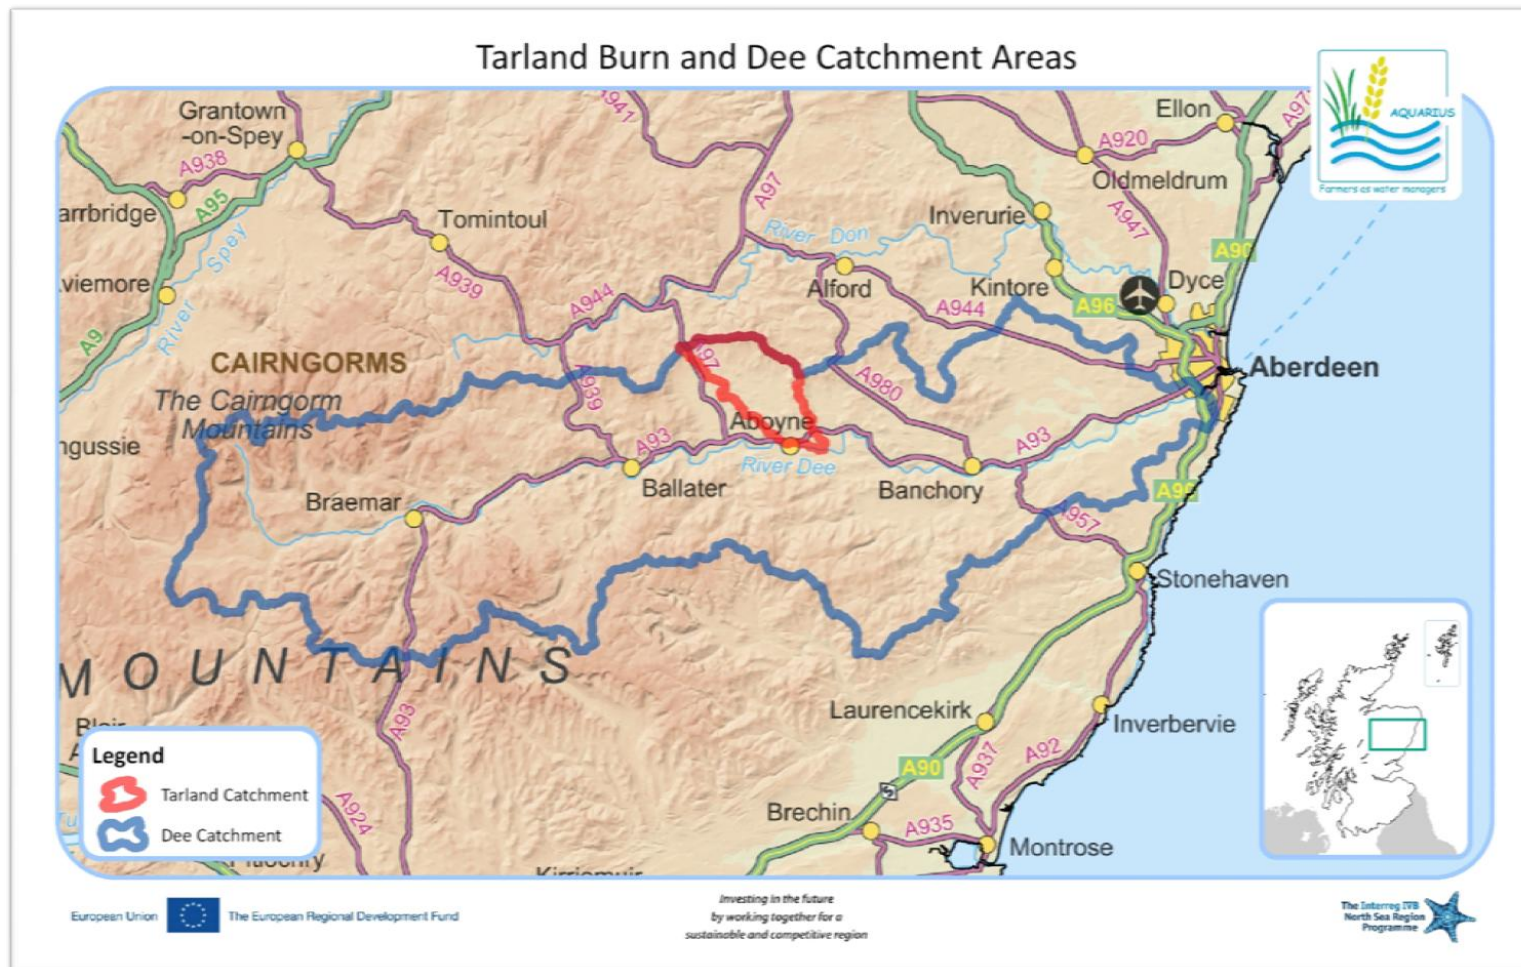 Tarland Burn and Dee Catchment Areas
AQUARIUS
Farmers as water managers
Grantown
-on-Spey
A938
A95
arrbridge
Tomintoul
A941
A97
Ellon
A920
A97
Oldmeldrum
Inverurie
A947
River Don
A90
River Spey
viemore
A939
A944
Alford
Kintore
Dyce
A96
A944
A9
CAIRNGORMS
The Cairngorm
Mountains
A939
A97
A980
Aberdeen
ngussie
Aboyne
A93
A93
River Dee
Braemar
Ballater
Banchory
A957
Stonehaven
MOUNTAINS
Laurencekirk
Inverbervie
A93
A90
A937
A92
Brechin
A935
Montrose
A924
Legend
Tarland Catchment
Dee Catchment
European Union
The European Regional Development Fund
Investing in the future
by working together for a
sustainable and competitive region
The Interreg IVB
North Sea Region
Programme